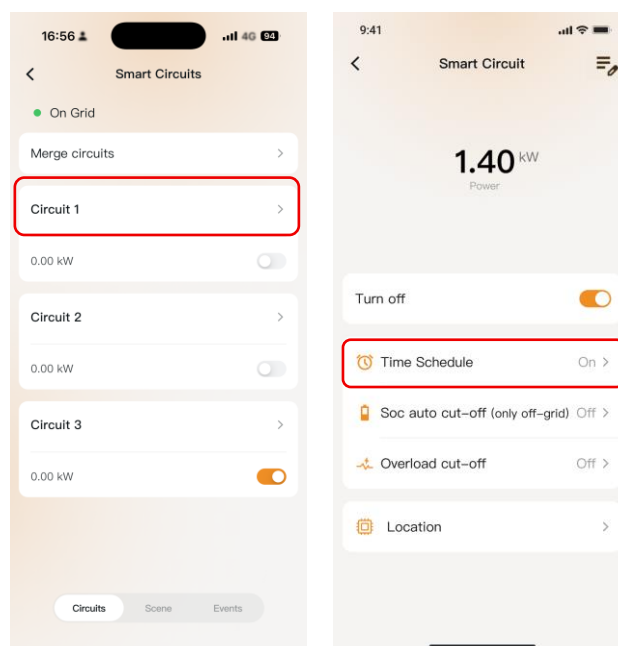 16:56 4G 94
Smart Circuits
On Grid
Merge circuits
Circuit 1
0.00 kW
Circuit 2
0.00 kW
Circuit 3
0.00 kW
Circuits Scene Events
9:41
Smart Circuit
1.40 kW
Power
Turn off
Time Schedule On
Soc auto cut-off (only off-grid) Off
Overload cut-off Off
Location